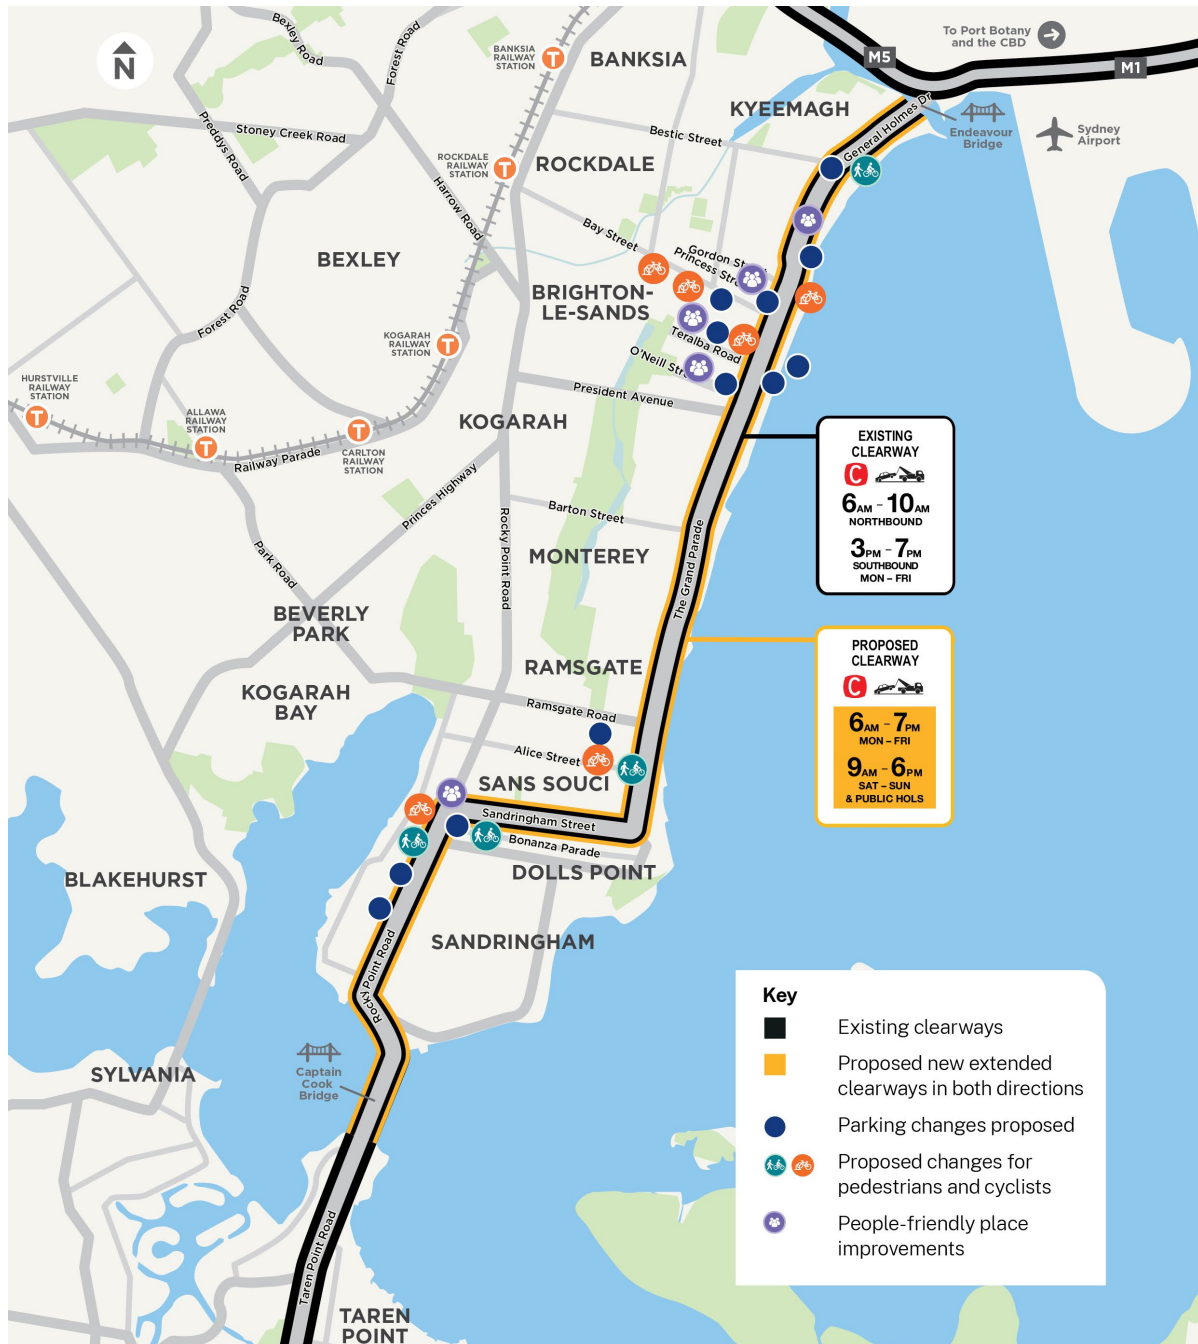 N
Bexley Road
Forest Road
BANKSIA
RAILWAY
STATION
T
BANKSIA
To Port Botany
and the CBD
M5
M1
KYEEMAGH
General Holmes Dr
Endeavour
Bridge
Sydney
Airport
Preddys Road
Stoney Creek Road
Bestic Street
ROCKDALE
RAILWAY
STATION
T
ROCKDALE
Harrow Road
BEXLEY
Bay Street
Gordon St
Princess Stre
BRIGHTON-
LE-SANDS
Forest Road
KOGARAH
RAILWAY
STATION
T
Teralba Road
O'Neill Str
HURSTVILLE
RAILWAY
STATION
T
ALLAWA
RAILWAY
STATION
T
T
CARLTON
RAILWAY
STATION
Railway Parade
President Avenue
KOGARAH
Princes Highway
Rocky Point Road
Barton Street
MONTEREY
The Grand Parade
Park Road
EXISTING
CLEARWAY
C
6AM – 10AM
NORTHBOUND
3PM – 7PM
SOUTHBOUND
MON – FRI
BEVERLY
PARK
RAMSGATE
KOGARAH
BAY
Ramsgate Road
PROPOSED
CLEARWAY
C
6AM – 7PM
MON – FRI
9AM – 6PM
SAT – SUN
& PUBLIC HOLS
Alice Street
SANS SOUCI
Sandringham Street
Bonanza Parade
DOLLS POINT
BLAKEHURST
SANDRINGHAM
Rocky Point Road
SYLVANIA
Captain
Cook
Bridge
Taren Point Road
TAREN
POINT
Key
Existing clearways
Proposed new extended
clearways in both directions
Parking changes proposed
Proposed changes for
pedestrians and cyclists
People-friendly place
improvements